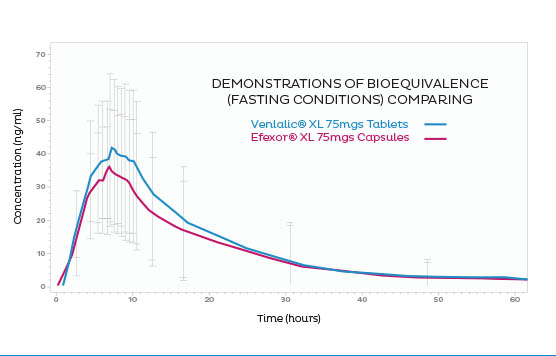 DEMONSTRATIONS OF BIOEQUIVALENCE
(FASTING CONDITIONS) COMPARING
Venlalic® XL 75mgs Tablets
Efexor® XL 75mgs Capsules
Concentration (ng/ml)
70
60
50
40
30
20
10
0
0 10 20 30 40 50 60
Time (hours)